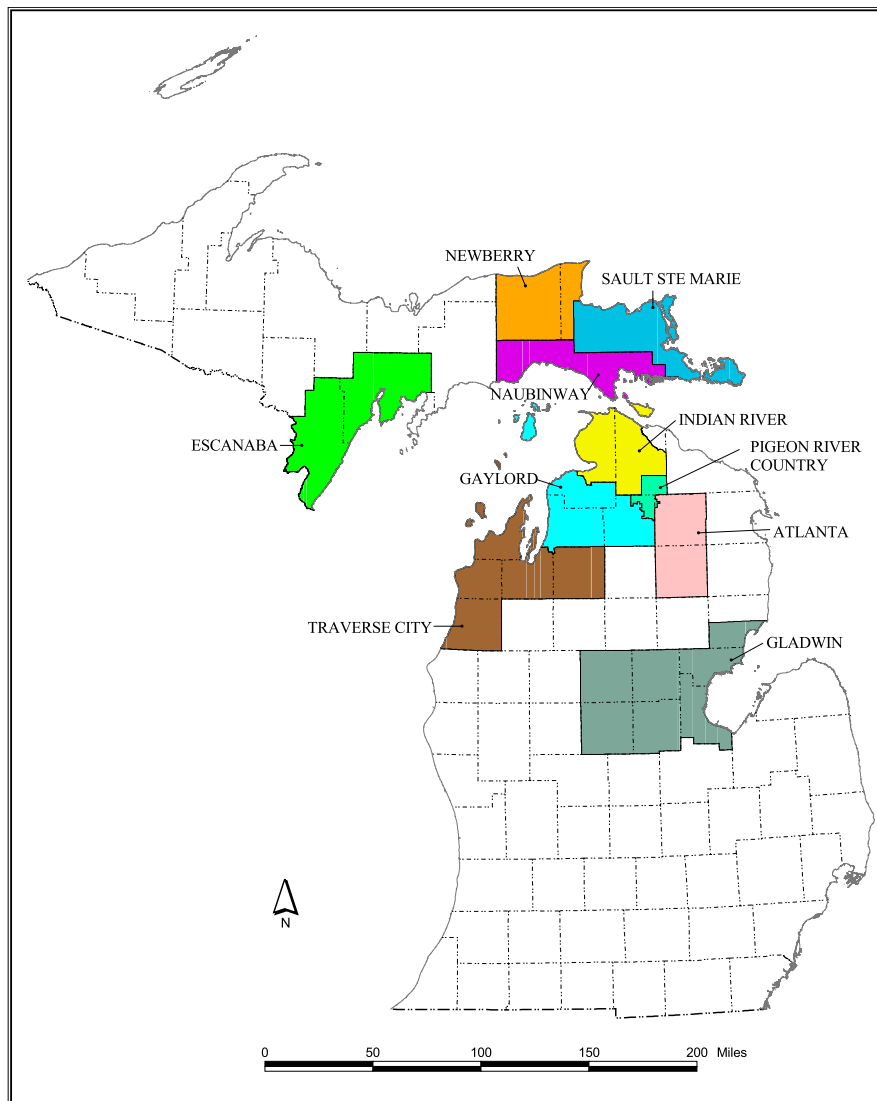 NEWBERRY
SAULT STE MARIE
NAUBINWAY
ESCANABA
INDIAN RIVER
PIGEON RIVER
COUNTRY
GAYLORD
ATLANTA
TRAVERSE CITY
GLADWIN
N
0 50 100 150 200 Miles